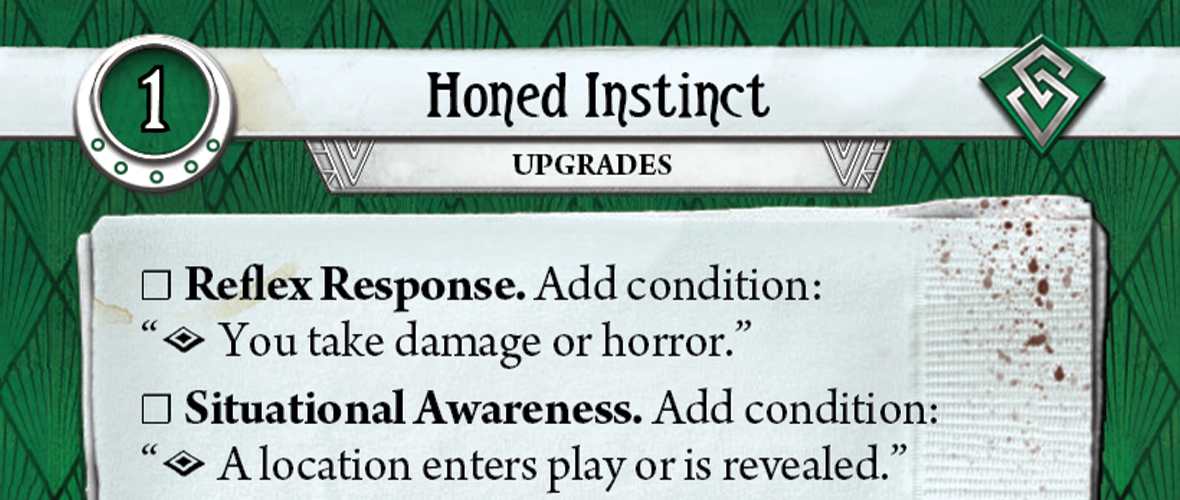 1
Honed Instinct
UPGRADES
☐ Reflex Response. Add condition:
“ You take damage or horror.”
☐ Situational Awareness. Add condition:
“ A location enters play or is revealed.”